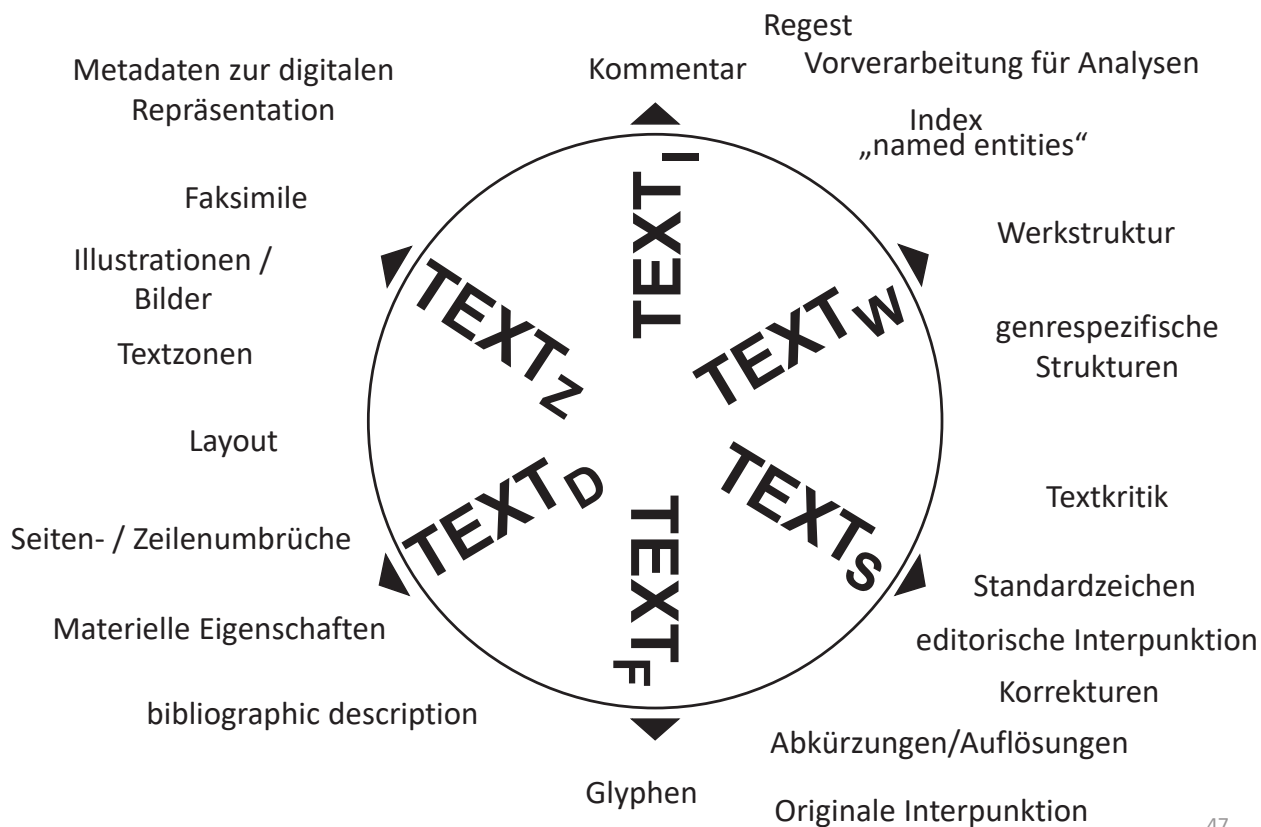 Regest
Metadaten zur digitalen
Repräsentation
Kommentar
Vorverarbeitung für Analysen
Index
„named entities“
Faksimile
Werkstruktur
Illustrationen /
Bilder
genrespezifische
Strukturen
Textzonen
TEXT I
TEXT W
TEXT Z
Layout
TEXT D
TEXT S
TEXT F
Textkritik
Seiten- / Zeilenumbrüche
Standardzeichen
Materielle Eigenschaften
editorische Interpunktion
Korrekturen
bibliographic description
Abkürzungen/Auflösungen
Glyphen
Originale Interpunktion
47